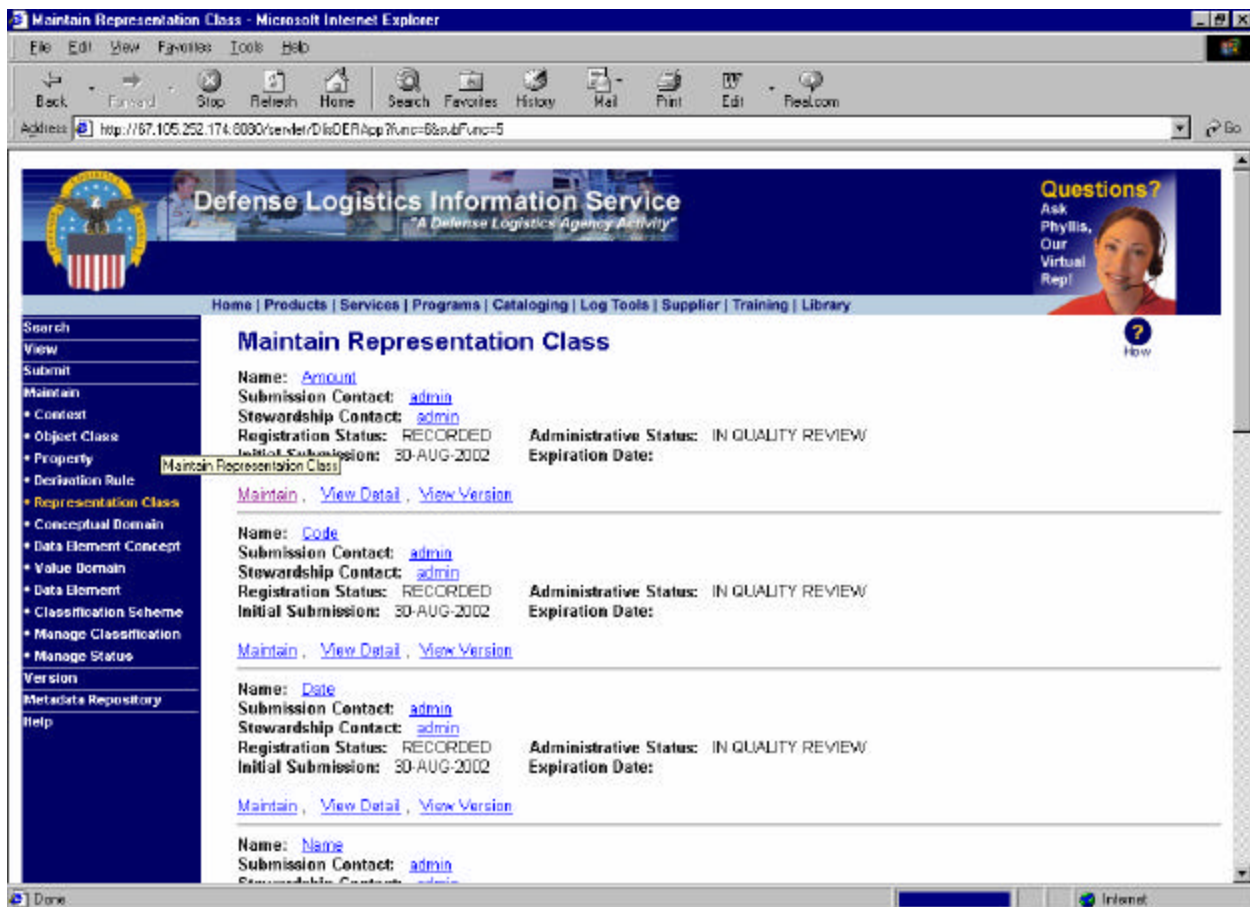 Maintain Representation Class - Microsoft Internet Explorer
File Edit View Favorites Tools Help
Back Forward Stop Refresh Home Search Favorites History Mail Print Edit Real.com
Address http://67.105.252.174:8080/servlet/DlisDERApp?func=6&subFunc=5 Go
Defense Logistics Information Service
"A Defense Logistics Agency Activity"
Questions?
Ask
Phyllis,
Our
Virtual
Rep!
Home | Products | Services | Programs | Cataloging | Log Tools | Supplier | Training | Library
Search
View
Submit
Maintain
• Context
• Object Class
• Property
• Derivation Rule
• Representation Class
• Conceptual Domain
• Data Element Concept
• Value Domain
• Data Element
• Classification Scheme
• Manage Classification
• Manage Status
Version
Metadata Repository
Help
Maintain Representation Class
Maintain Representation Class
?
How
Name: Amount
Submission Contact: admin
Stewardship Contact: admin
Registration Status: RECORDED Administrative Status: IN QUALITY REVIEW
Initial Submission: 30-AUG-2002 Expiration Date:
Maintain , View Detail , View Version
Name: Code
Submission Contact: admin
Stewardship Contact: admin
Registration Status: RECORDED Administrative Status: IN QUALITY REVIEW
Initial Submission: 30-AUG-2002 Expiration Date:
Maintain , View Detail , View Version
Name: Date
Submission Contact: admin
Stewardship Contact: admin
Registration Status: RECORDED Administrative Status: IN QUALITY REVIEW
Initial Submission: 30-AUG-2002 Expiration Date:
Maintain , View Detail , View Version
Name: Name
Submission Contact: admin
Stewardship Contact: admin
Done Internet